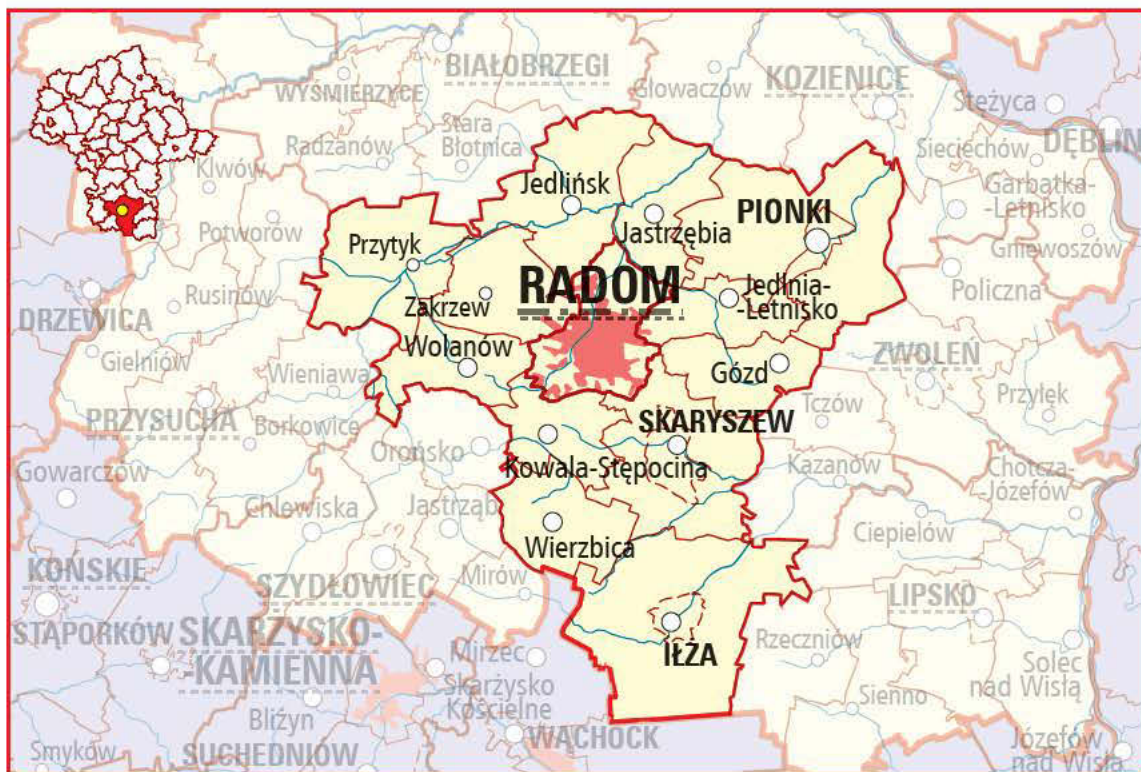 BIAŁOBRZEGI
KOZIENICE
WYŚMIERZYCE
Głowaczów
Stężyca
Stara
Błotnica
Radzanów
Sieciechów
DĘBLIN
Klwów
Jedlińsk
PIONKI
Garbatka-
-Letnisko
Jastrzębia
Gniewoszów
Potworów
Przytyk
RADOM
Jedlnia-
-Letnisko
Policzna
Rusinów
Zakrzew
DRZEWICA
Gielniów
Wolanów
Gózd
ZWOLEŃ
Wieniawa
Przyłęk
PRZYSUCHA
Borkowice
SKARYSZEW
Tczów
Orońsko
Gowarczów
Kowala-Stępocina
Kazanów
Chotcza-
-Józefów
Chlewiska
Jastrząb
Wierzbica
Ciepielów
KOŃSKIE
SZYDŁOWIEC
Mirów
LIPSKO
STĄPORKÓW
SKARŻYSKO-
-KAMIENNA
IŁŻA
Rzeczniów
Mirzec
Solec
nad Wisłą
Skarżysko
Kościelne
Sienno
Bliżyn
WĄCHOCK
Smyków
SUCHEDNIÓW
Józefów
nad Wisłą